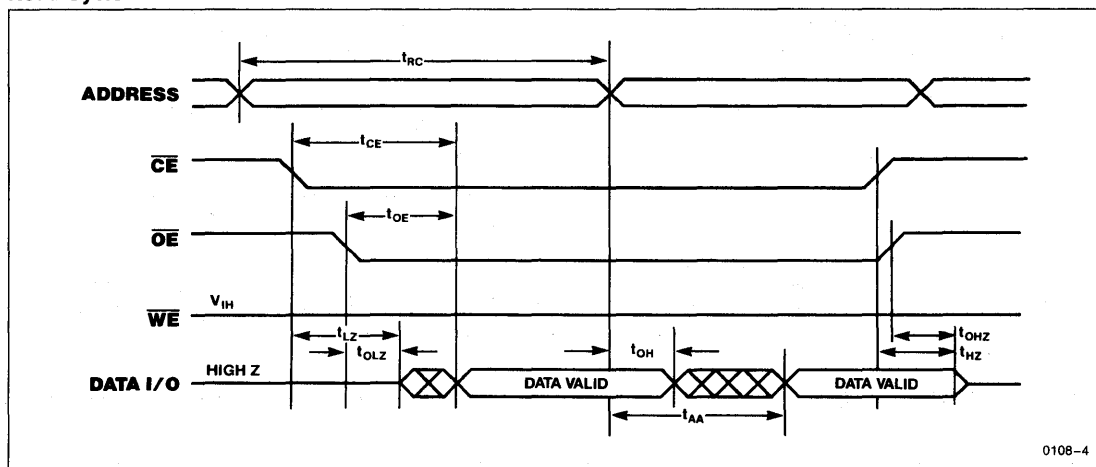 tRC
ADDRESS
tCE
CE
tOE
OE
VIH
WE
tLZ
tOHZ
tOLZ
tOH
tHZ
HIGH Z
DATA I/O
DATA VALID
DATA VALID
tAA
0108–4